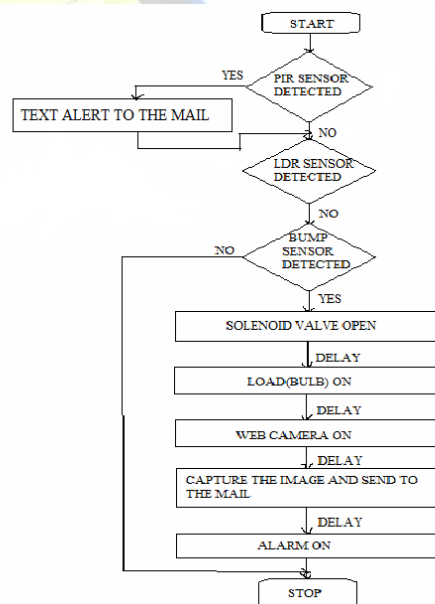 START
YES
PIR SENSOR
DETECTED
TEXT ALERT TO THE MAIL
NO
LDR SENSOR
DETECTED
NO
NO
BUMP
SENSOR
DETECTED
YES
SOLENOID VALVE OPEN
DELAY
LOAD(BULB) ON
DELAY
WEB CAMERA ON
DELAY
CAPTURE THE IMAGE AND SEND TO
THE MAIL
DELAY
ALARM ON
STOP